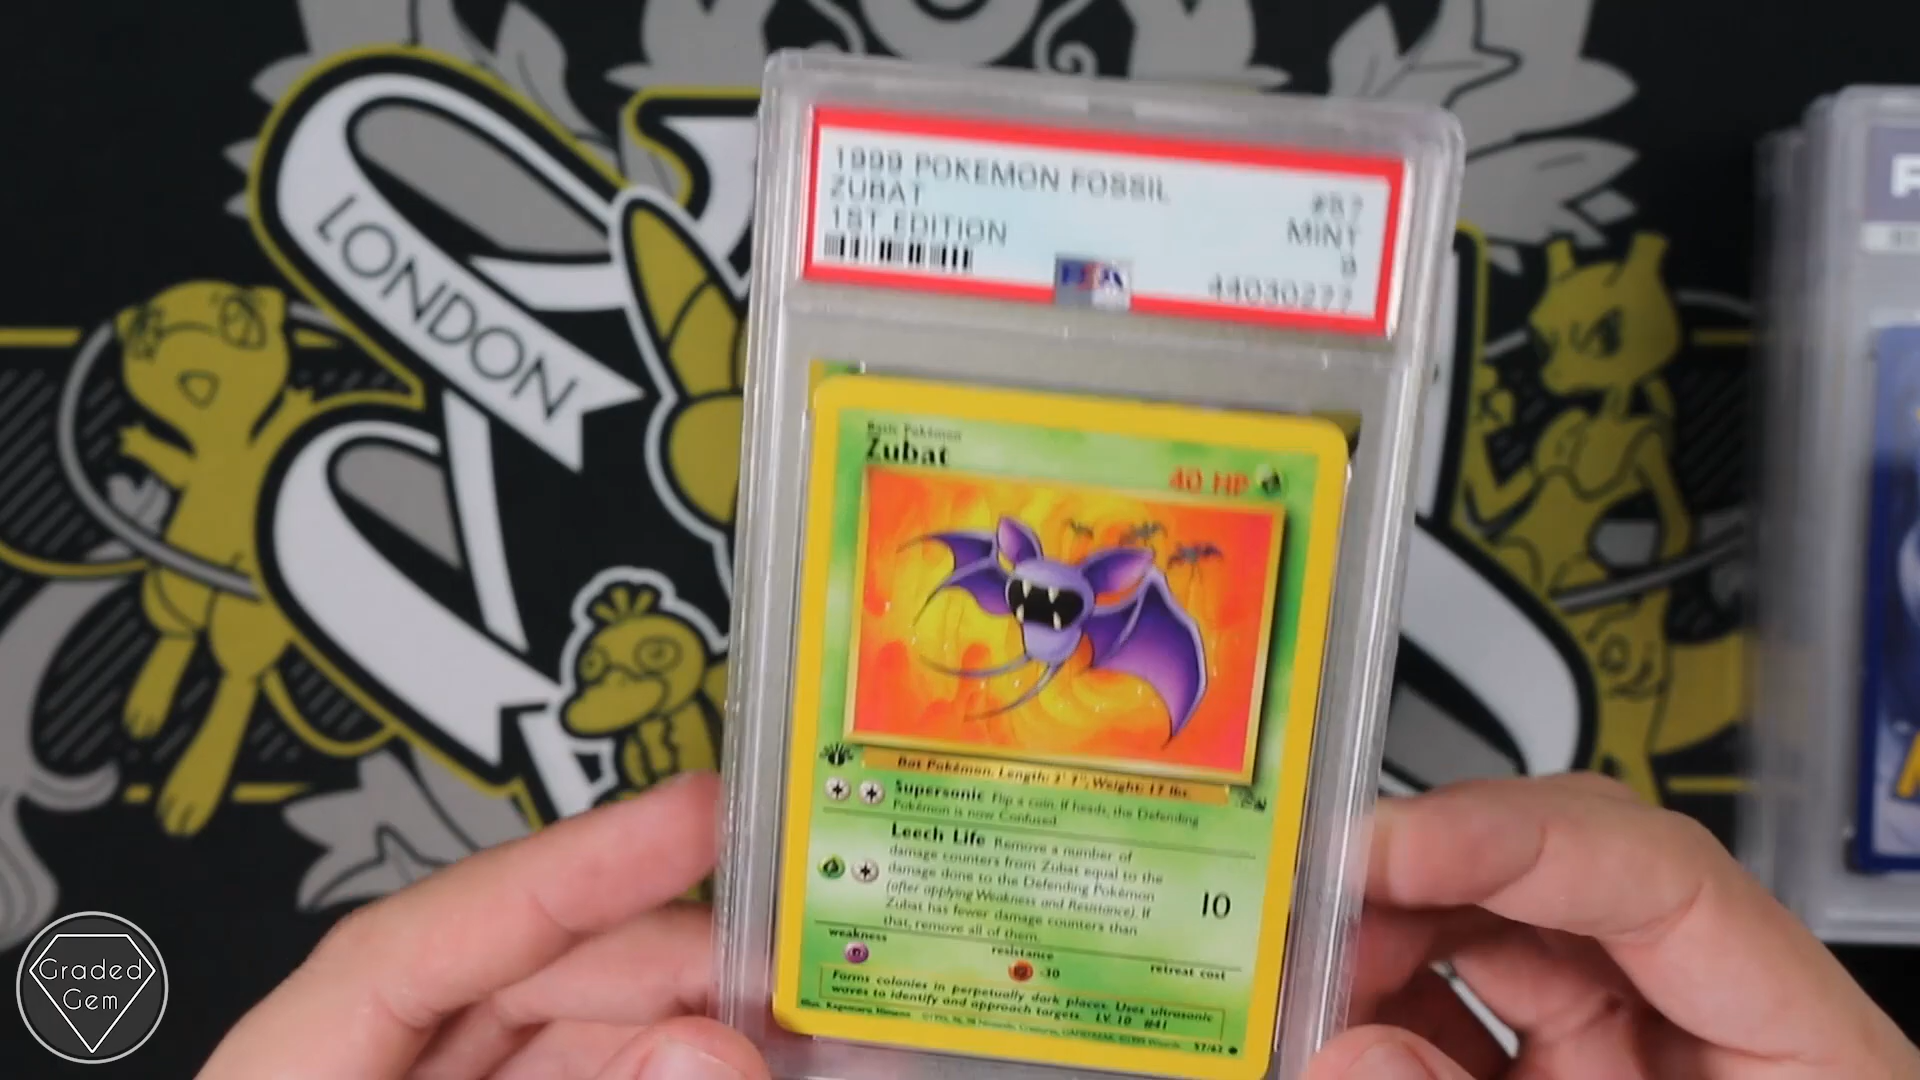 1999 POKEMON FOSSIL #57
ZUBAT MINT
1ST EDITION 9
PSA 44030277
LONDON
Basic Pokémon
Zubat
40 HP
Bat Pokémon. Length: 2' 7", Weight: 17 lbs.
Supersonic Flip a coin. If heads, the Defending
Pokémon is now Confused.
Leech Life Remove a number of
damage counters from Zubat equal to the
damage done to the Defending Pokémon
(after applying Weakness and Resistance). If
Zubat has fewer damage counters than
that, remove all of them.
10
weakness resistance retreat cost
-30
Forms colonies in perpetually dark places. Uses ultrasonic
waves to identify and approach targets. LV. 10 #41
Illus. Kagemaru Himeno
57/62
Graded
Gem